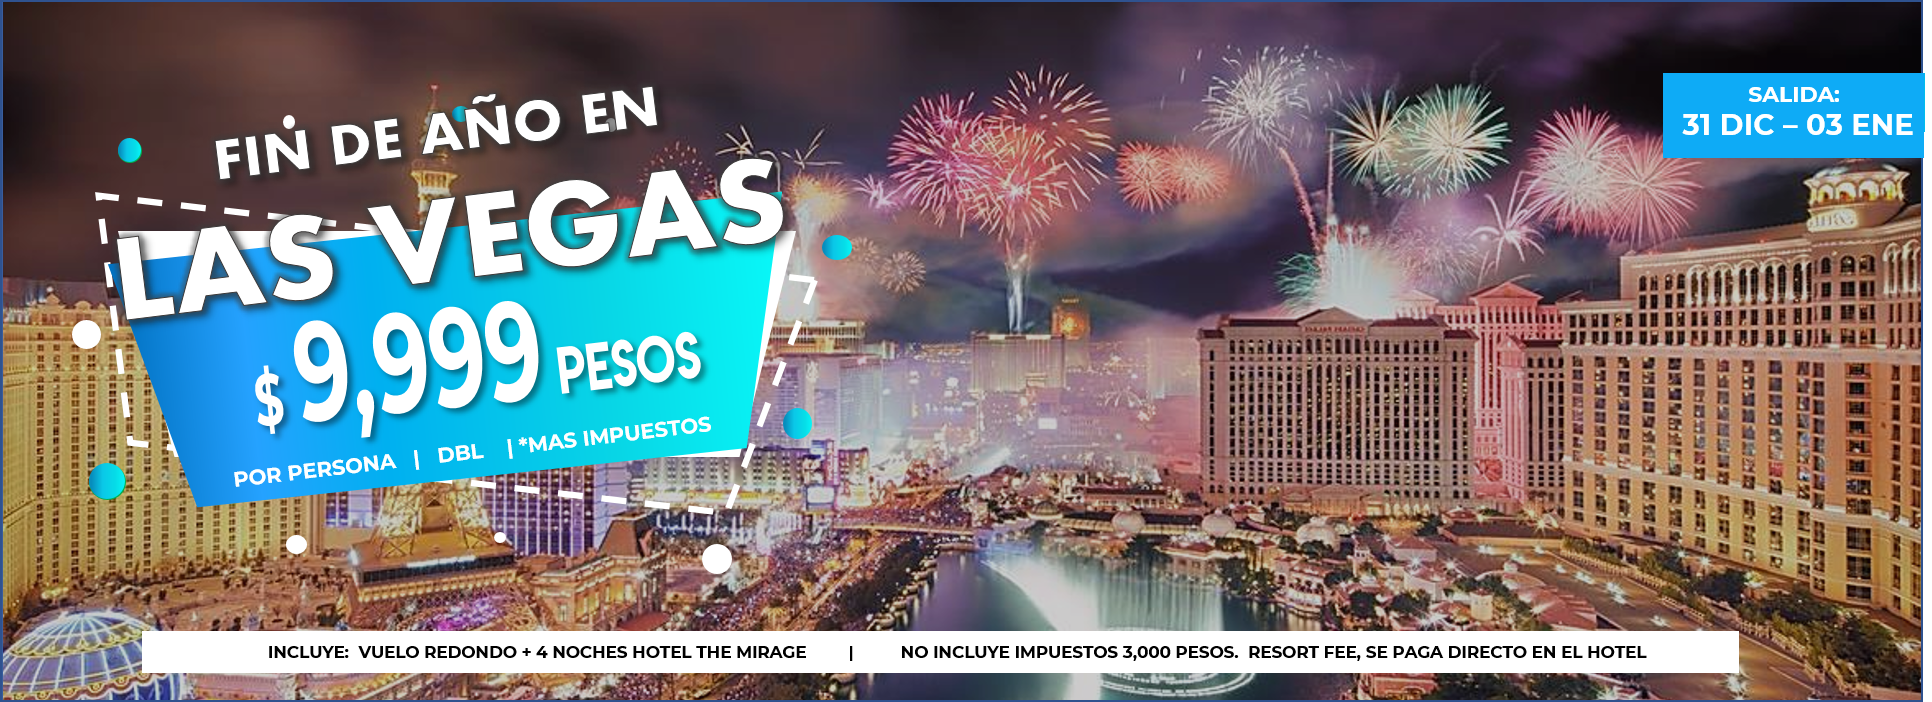 FIN DE AÑO EN
LAS VEGAS
$ 9,999 PESOS
POR PERSONA | DBL | *MAS IMPUESTOS
SALIDA:
31 DIC – 03 ENE
INCLUYE: VUELO REDONDO + 4 NOCHES HOTEL THE MIRAGE | NO INCLUYE IMPUESTOS 3,000 PESOS. RESORT FEE, SE PAGA DIRECTO EN EL HOTEL